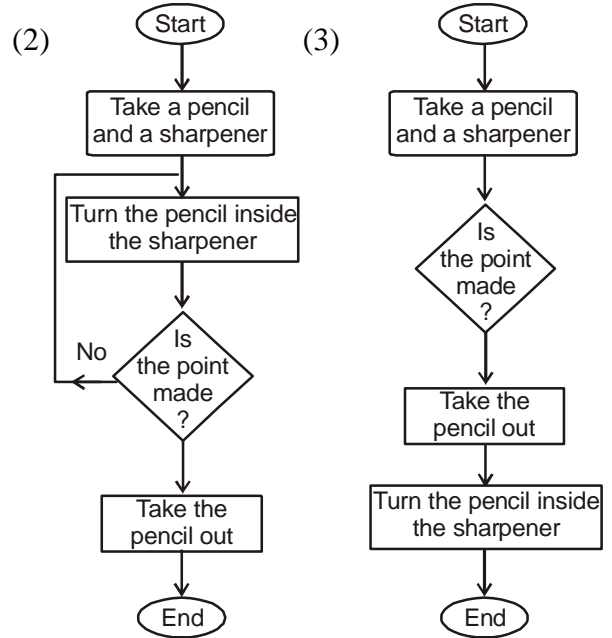 (2)
Start
Take a pencil
and a sharpener
Turn the pencil inside
the sharpener
Is
the point
made
?
No
Take the
pencil out
End
(3)
Start
Take a pencil
and a sharpener
Is
the point
made
?
Take the
pencil out
Turn the pencil inside
the sharpener
End